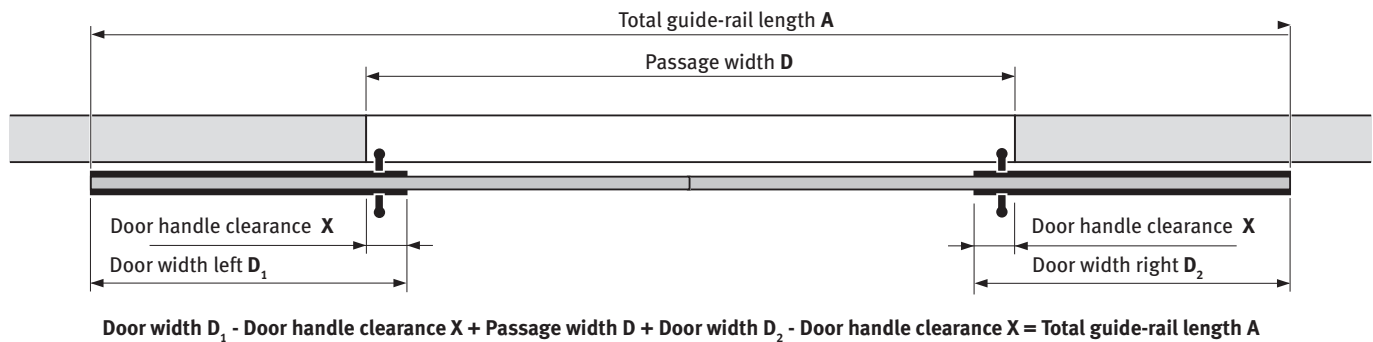 Total guide-rail length A
Passage width D
Door handle clearance X
Door handle clearance X
Door width left D₁
Door width right D₂
Door width D₁ - Door handle clearance X + Passage width D + Door width D₂ - Door handle clearance X = Total guide-rail length A